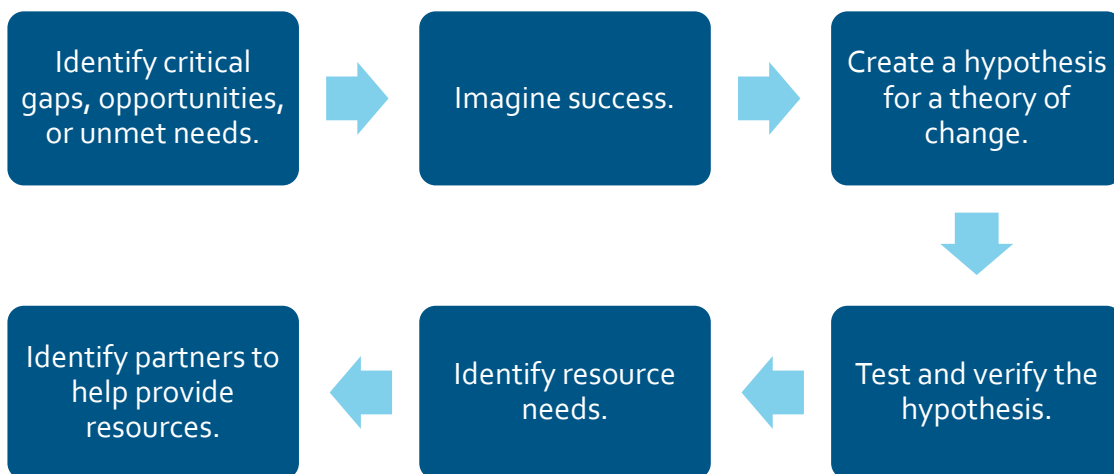 Identify critical
gaps, opportunities,
or unmet needs.
Imagine success.
Create a hypothesis
for a theory of
change.
Test and verify the
hypothesis.
Identify resource
needs.
Identify partners to
help provide
resources.